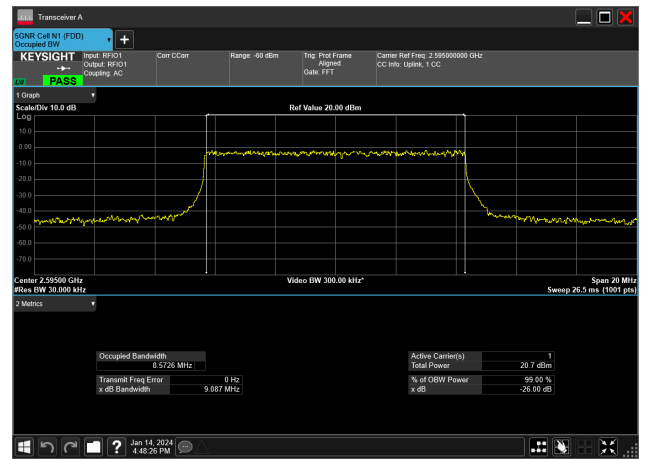 Transceiver A
5GNR Cell N1 (FDD)
Occupied BW
KEYSIGHT
LW PASS
Input: RFIO1
Output: RFIO1
Coupling: AC
Corr CCorr
Range: -60 dBm
Trig: Prot Frame
Aligned
Gate: FFT
Carrier Ref Freq: 2.595000000 GHz
CC Info: Uplink, 1 CC
1 Graph
Scale/Div 10.0 dB
Ref Value 20.00 dBm
Log
10.0
0.00
-10.0
-20.0
-30.0
-40.0
-50.0
-60.0
-70.0
Center 2.59500 GHz
#Res BW 30.000 kHz
Video BW 300.00 kHz*
Span 20 MHz
Sweep 26.5 ms (1001 pts)
2 Metrics
Occupied Bandwidth
8.5726 MHz
Transmit Freq Error 0 Hz
x dB Bandwidth 9.087 MHz
Active Carrier(s) 1
Total Power 20.7 dBm
% of OBW Power 99.00 %
x dB -26.00 dB
Jan 14, 2024
4:48:26 PM